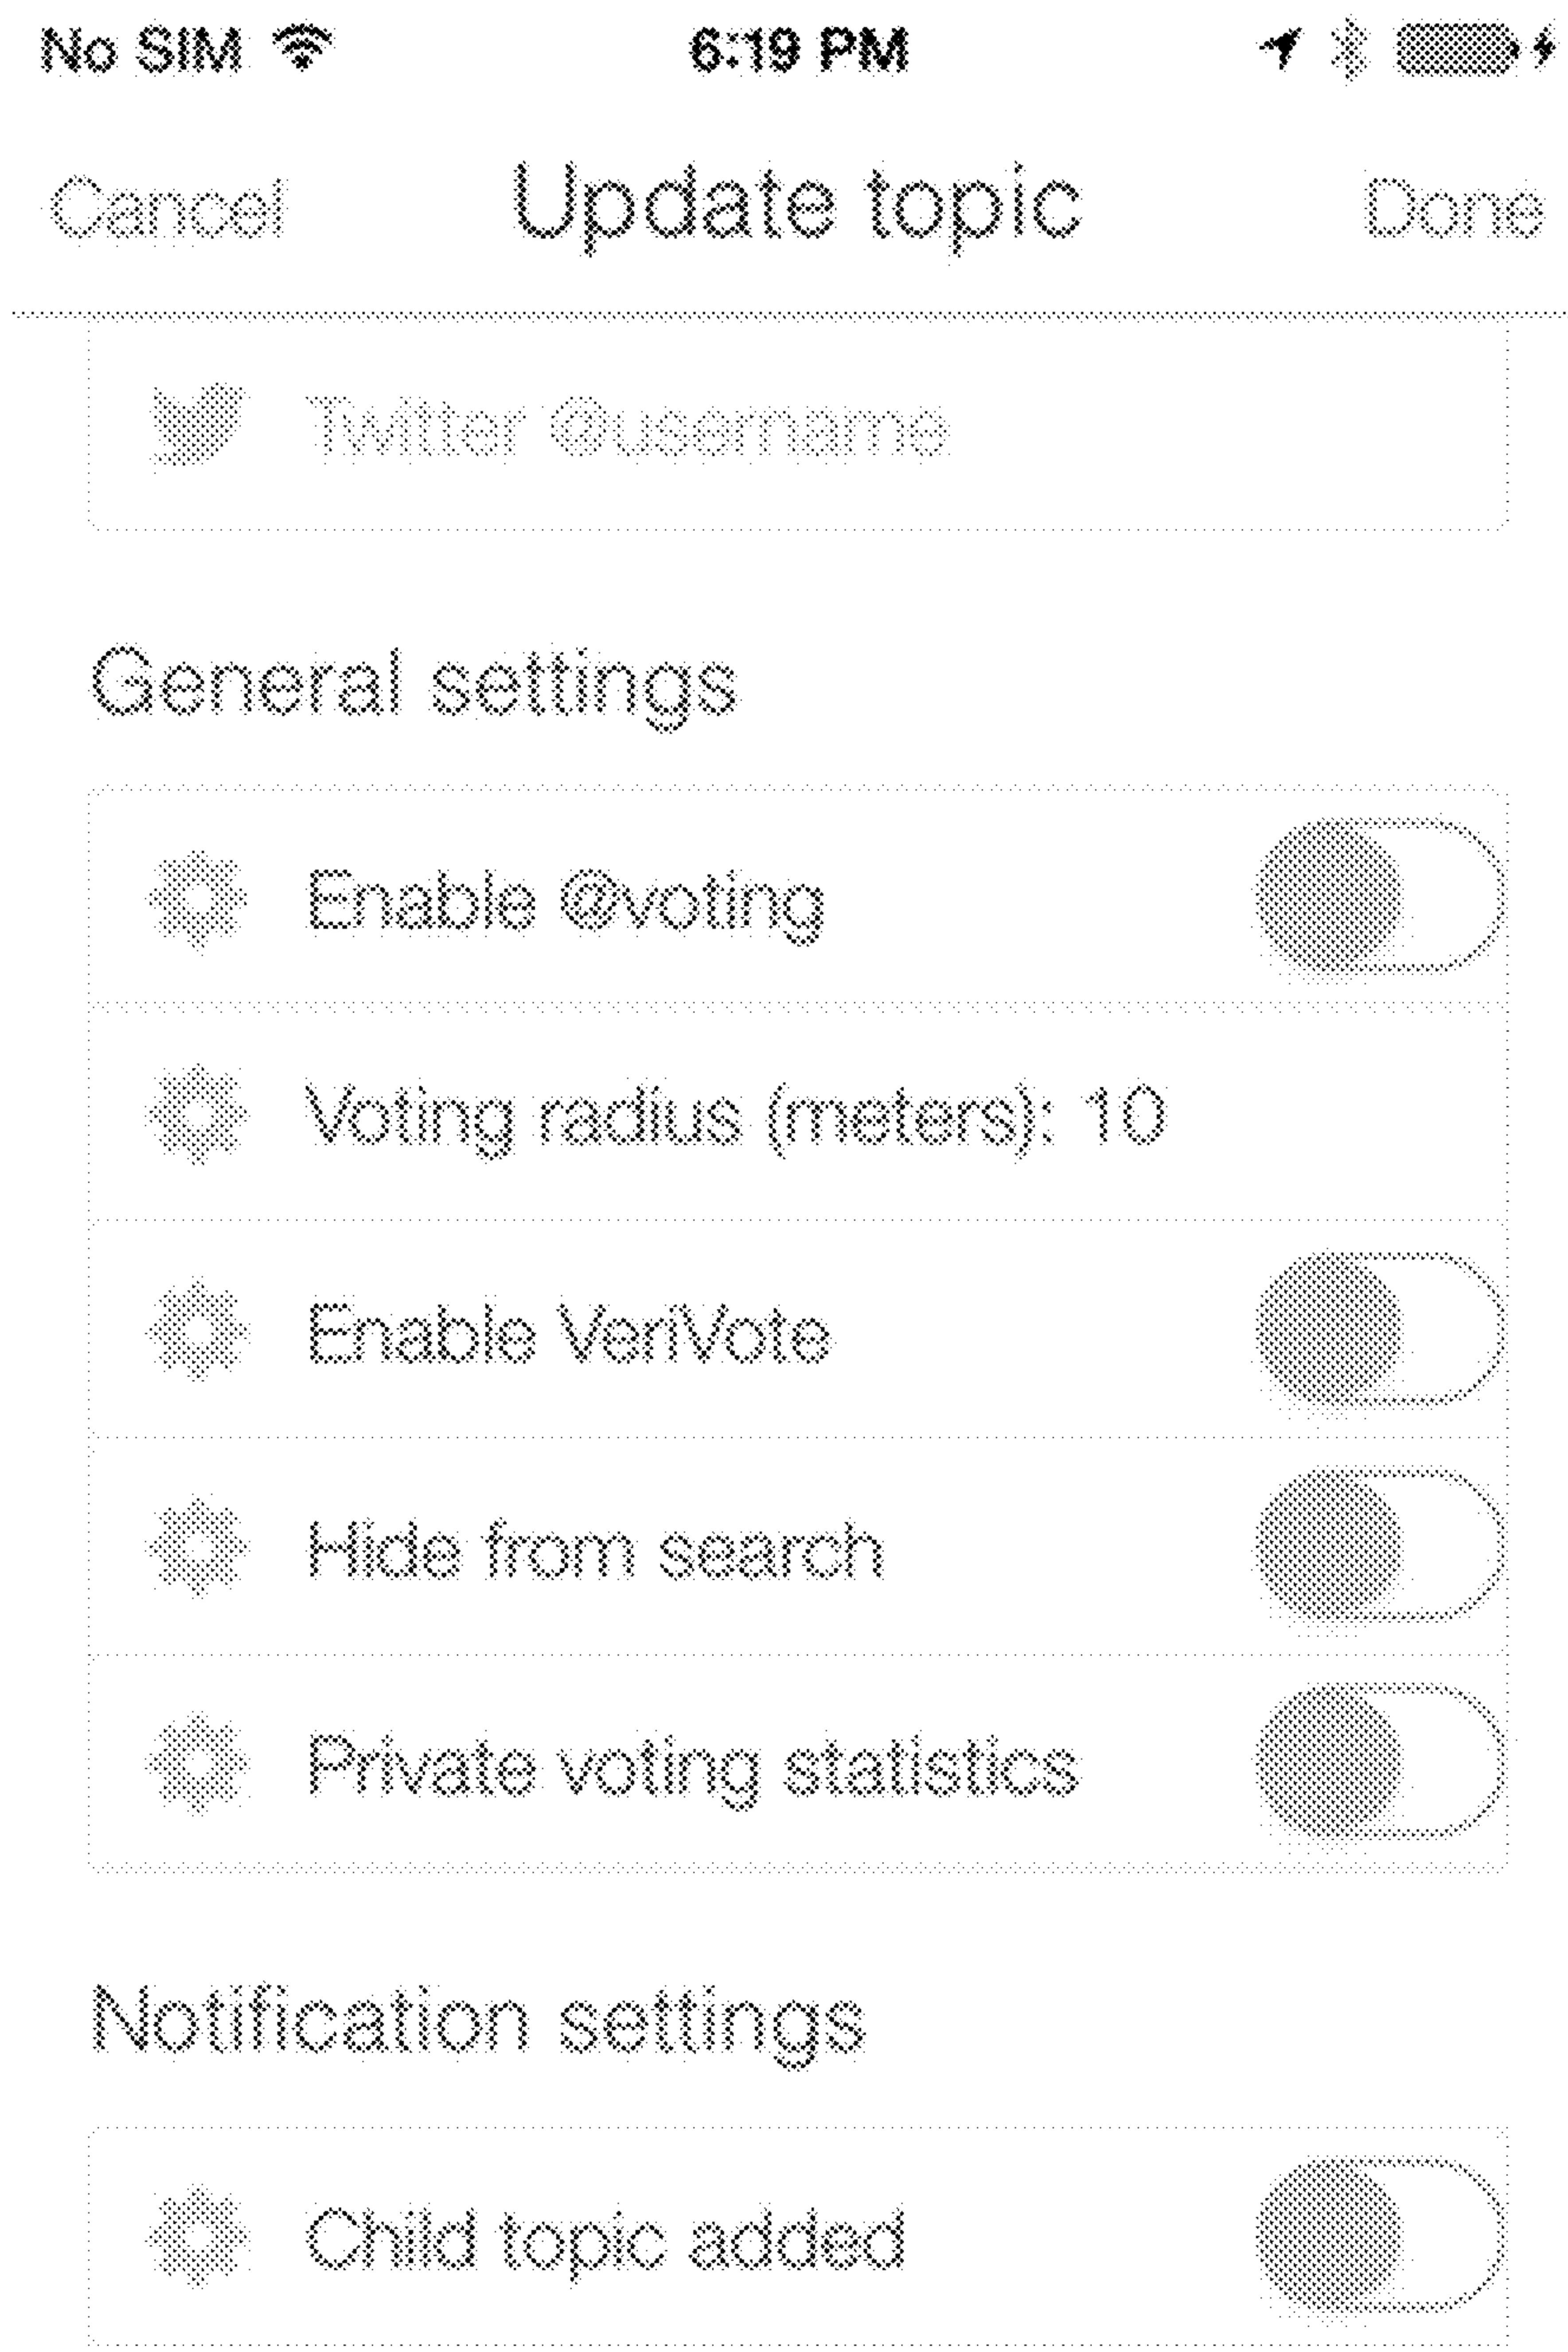 No SIM 6:19 PM
Cancel Update topic Done
Twitter @username
General settings
Enable @voting
Voting radius (meters): 10
Enable VeriVote
Hide from search
Private voting statistics
Notification settings
Child topic added